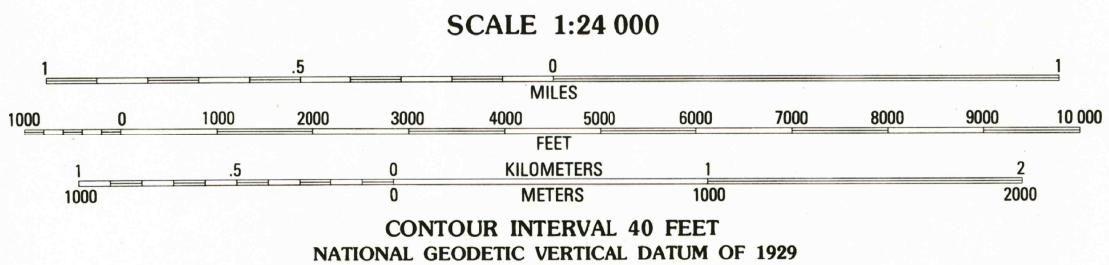 SCALE 1:24 000
1 .5 0 1
MILES
1000 0 1000 2000 3000 4000 5000 6000 7000 8000 9000 10 000
FEET
1 .5 0 KILOMETERS 1 2
1000 0 METERS 1000 2000
CONTOUR INTERVAL 40 FEET
NATIONAL GEODETIC VERTICAL DATUM OF 1929